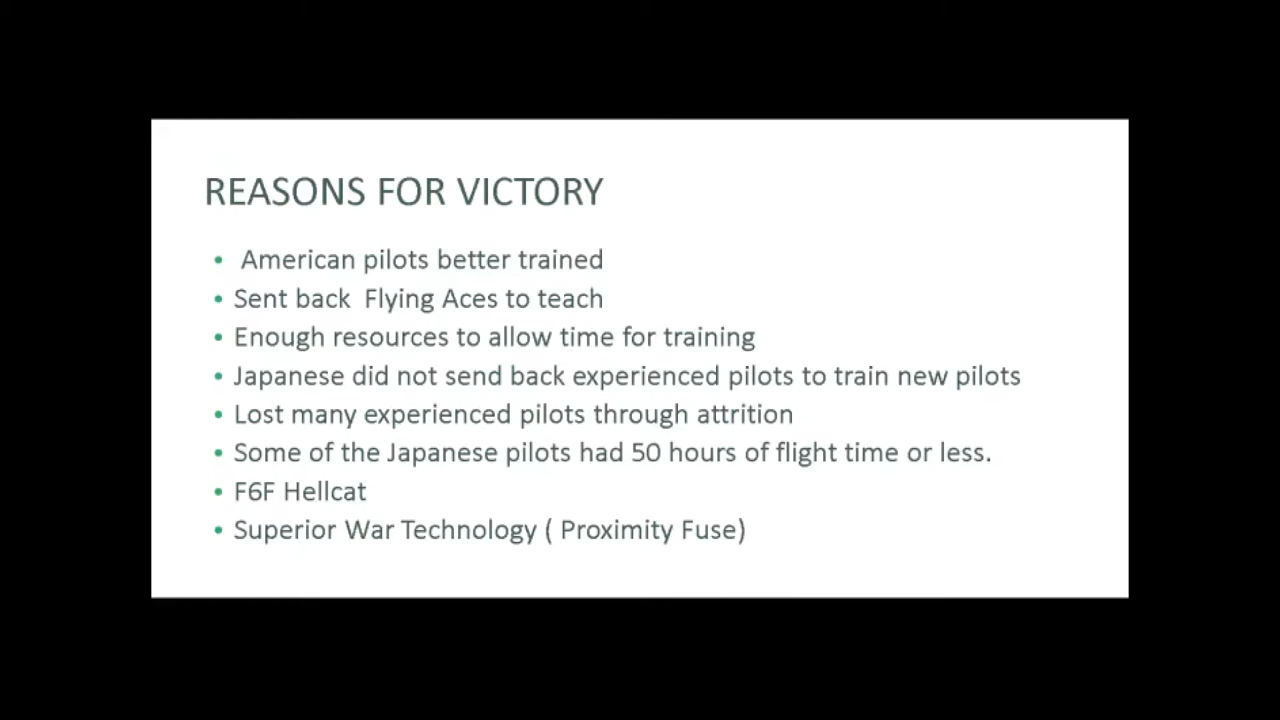 REASONS FOR VICTORY
• American pilots better trained
• Sent back Flying Aces to teach
• Enough resources to allow time for training
• Japanese did not send back experienced pilots to train new pilots
• Lost many experienced pilots through attrition
• Some of the Japanese pilots had 50 hours of flight time or less.
• F6F Hellcat
• Superior War Technology ( Proximity Fuse)